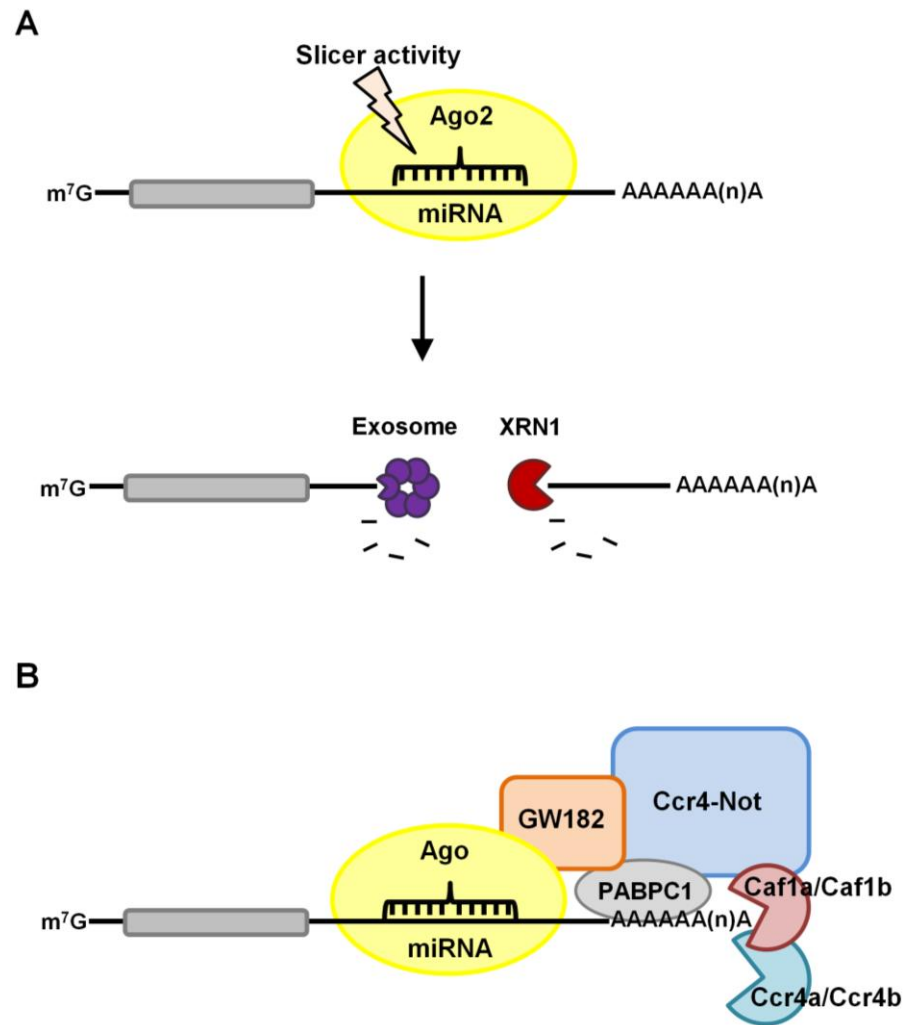 A
Slicer activity
Ago2
m⁷G
AAAAAA(n)A
miRNA
Exosome
XRN1
m⁷G
AAAAAA(n)A
B
Ccr4-Not
GW182
Ago
PABPC1
Caf1a/Caf1b
m⁷G
AAAAAA(n)A
miRNA
Ccr4a/Ccr4b